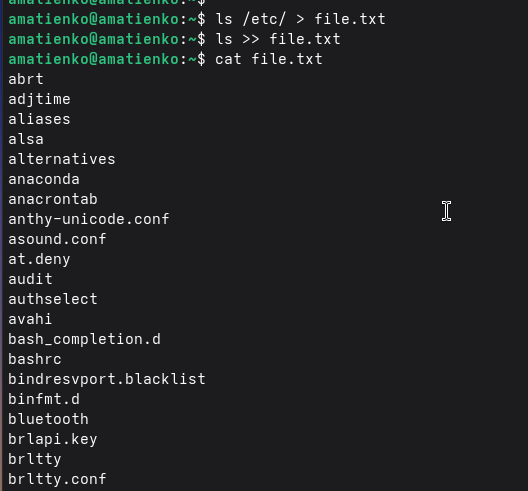 amatienko@amatienko:~$
amatienko@amatienko:~$ ls /etc/ > file.txt
amatienko@amatienko:~$ ls >> file.txt
amatienko@amatienko:~$ cat file.txt
abrt
adjtime
aliases
alsa
alternatives
anaconda
anacrontab
anthy-unicode.conf
asound.conf
at.deny
audit
authselect
avahi
bash_completion.d
bashrc
bindresvport.blacklist
binfmt.d
bluetooth
brlapi.key
brltty
brltty.conf